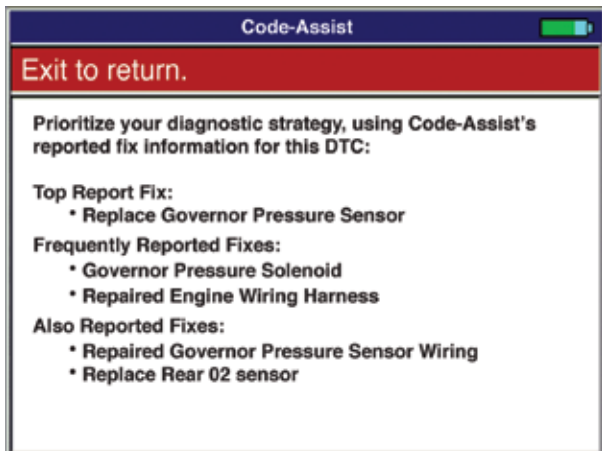 Code-Assist
Exit to return.
Prioritize your diagnostic strategy, using Code-Assist's
reported fix information for this DTC:
Top Report Fix:
• Replace Governor Pressure Sensor
Frequently Reported Fixes:
• Governor Pressure Solenoid
• Repaired Engine Wiring Harness
Also Reported Fixes:
• Repaired Governor Pressure Sensor Wiring
• Replace Rear 02 sensor